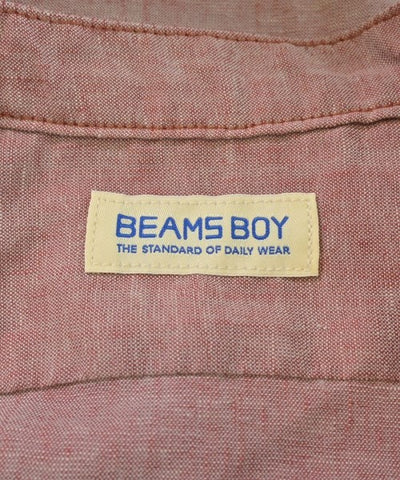 BEAMS BOY
THE STANDARD OF DAILY WEAR